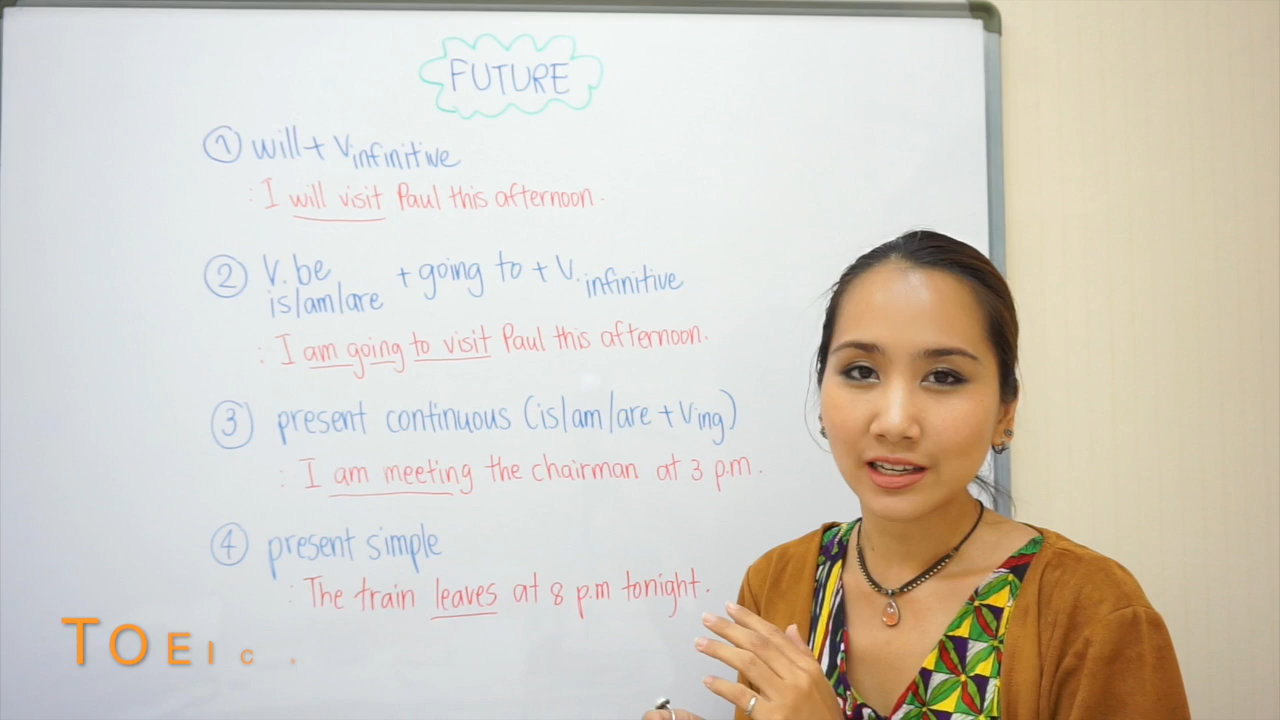 FUTURE
① will + Vinfinitive
: I will visit Paul this afternoon.
② V. be + going to + V. infinitive
is/am/are
: I am going to visit Paul this afternoon.
③ present continuous (is/am/are + Ving)
: I am meeting the chairman at 3 p.m.
④ present simple
: The train leaves at 8 p.m tonight.
TOEIC.